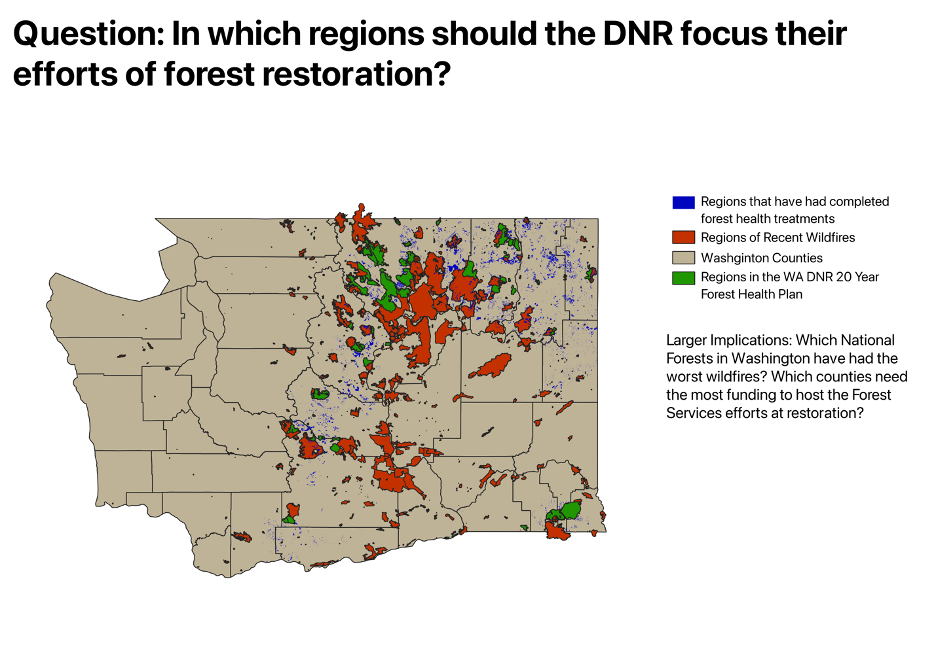 Question: In which regions should the DNR focus their
efforts of forest restoration?
Regions that have had completed
forest health treatments
Regions of Recent Wildfires
Washginton Counties
Regions in the WA DNR 20 Year
Forest Health Plan
Larger Implications: Which National
Forests in Washington have had the
worst wildfires? Which counties need
the most funding to host the Forest
Services efforts at restoration?